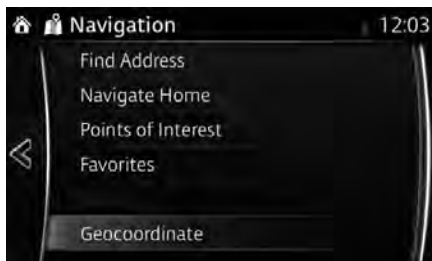 Navigation 12:03
Find Address
Navigate Home
Points of Interest
Favorites
Geocoordinate